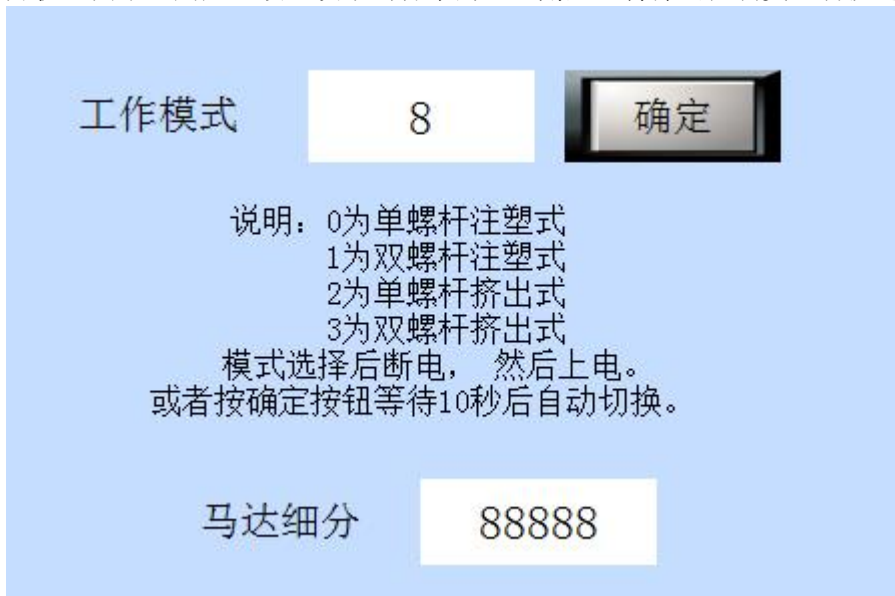 工作模式 8 确定
说明：0为单螺杆注塑式
1为双螺杆注塑式
2为单螺杆挤出式
3为双螺杆挤出式
模式选择后断电， 然后上电。
或者按确定按钮等待10秒后自动切换。
马达细分 88888